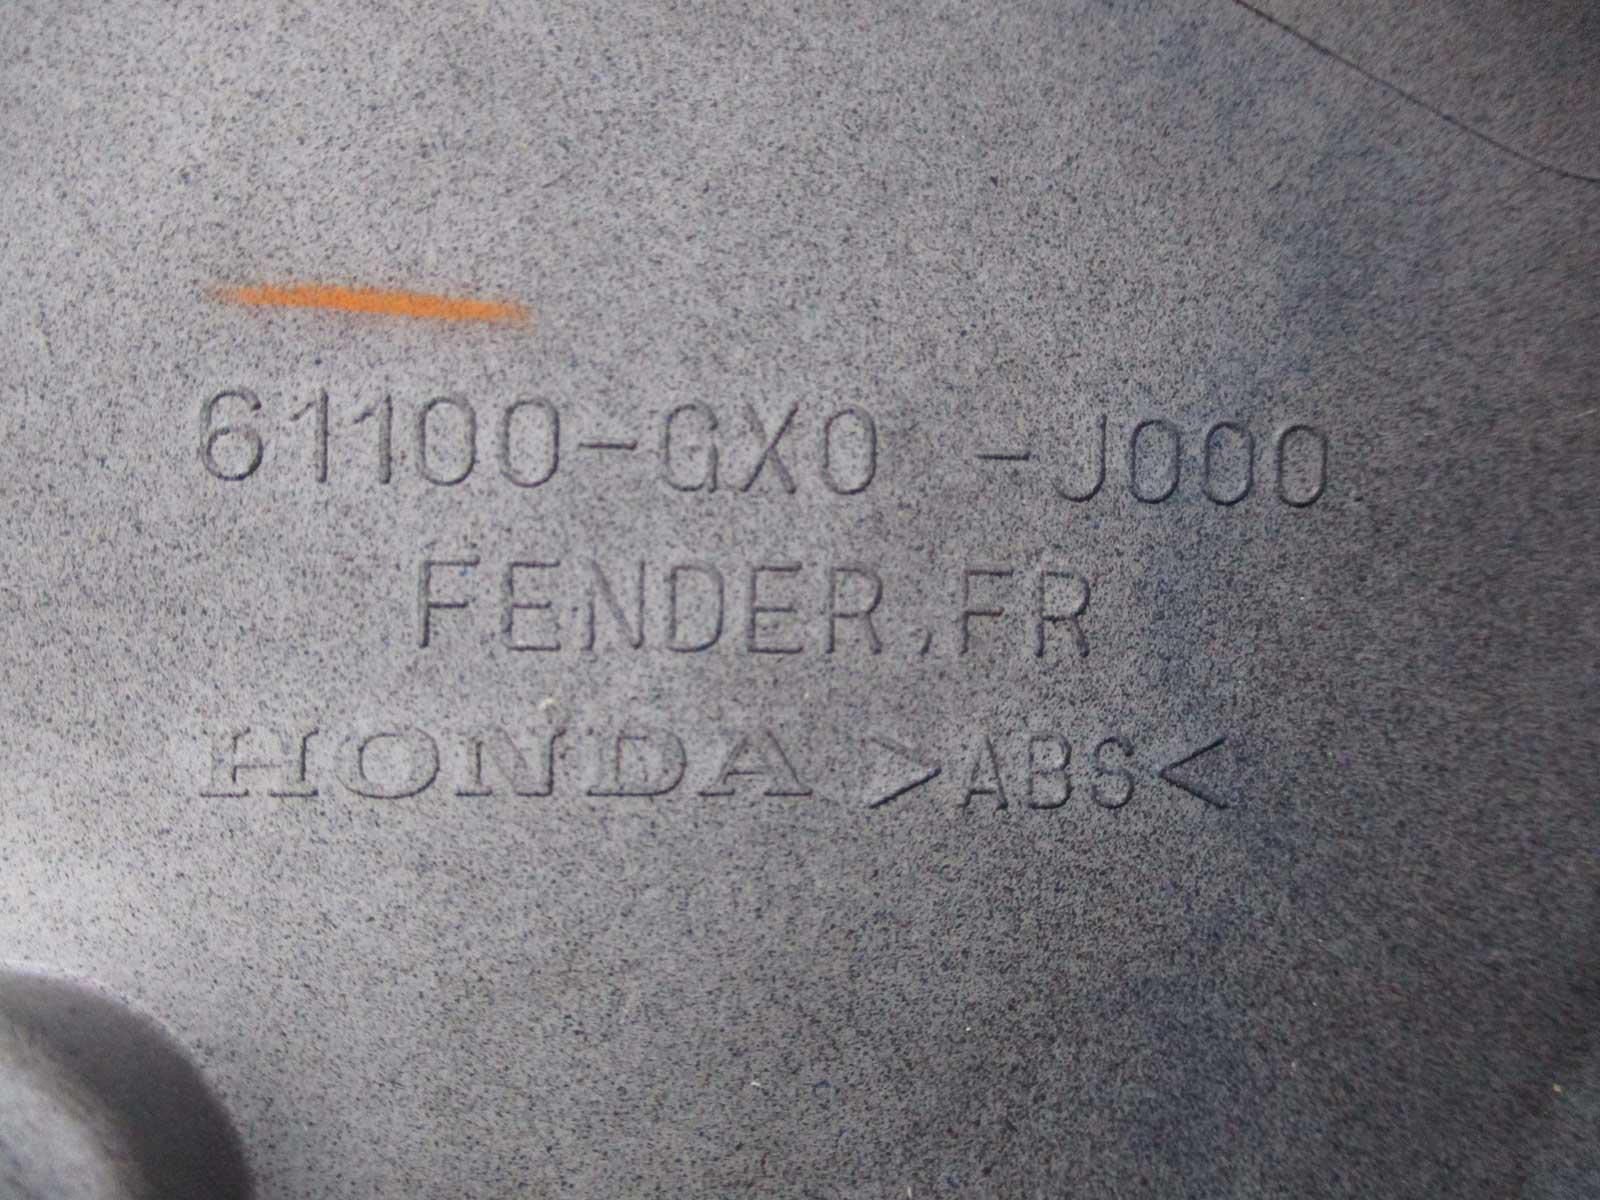 61100-GX0 -J000
FENDER,FR
HONDA >ABS<